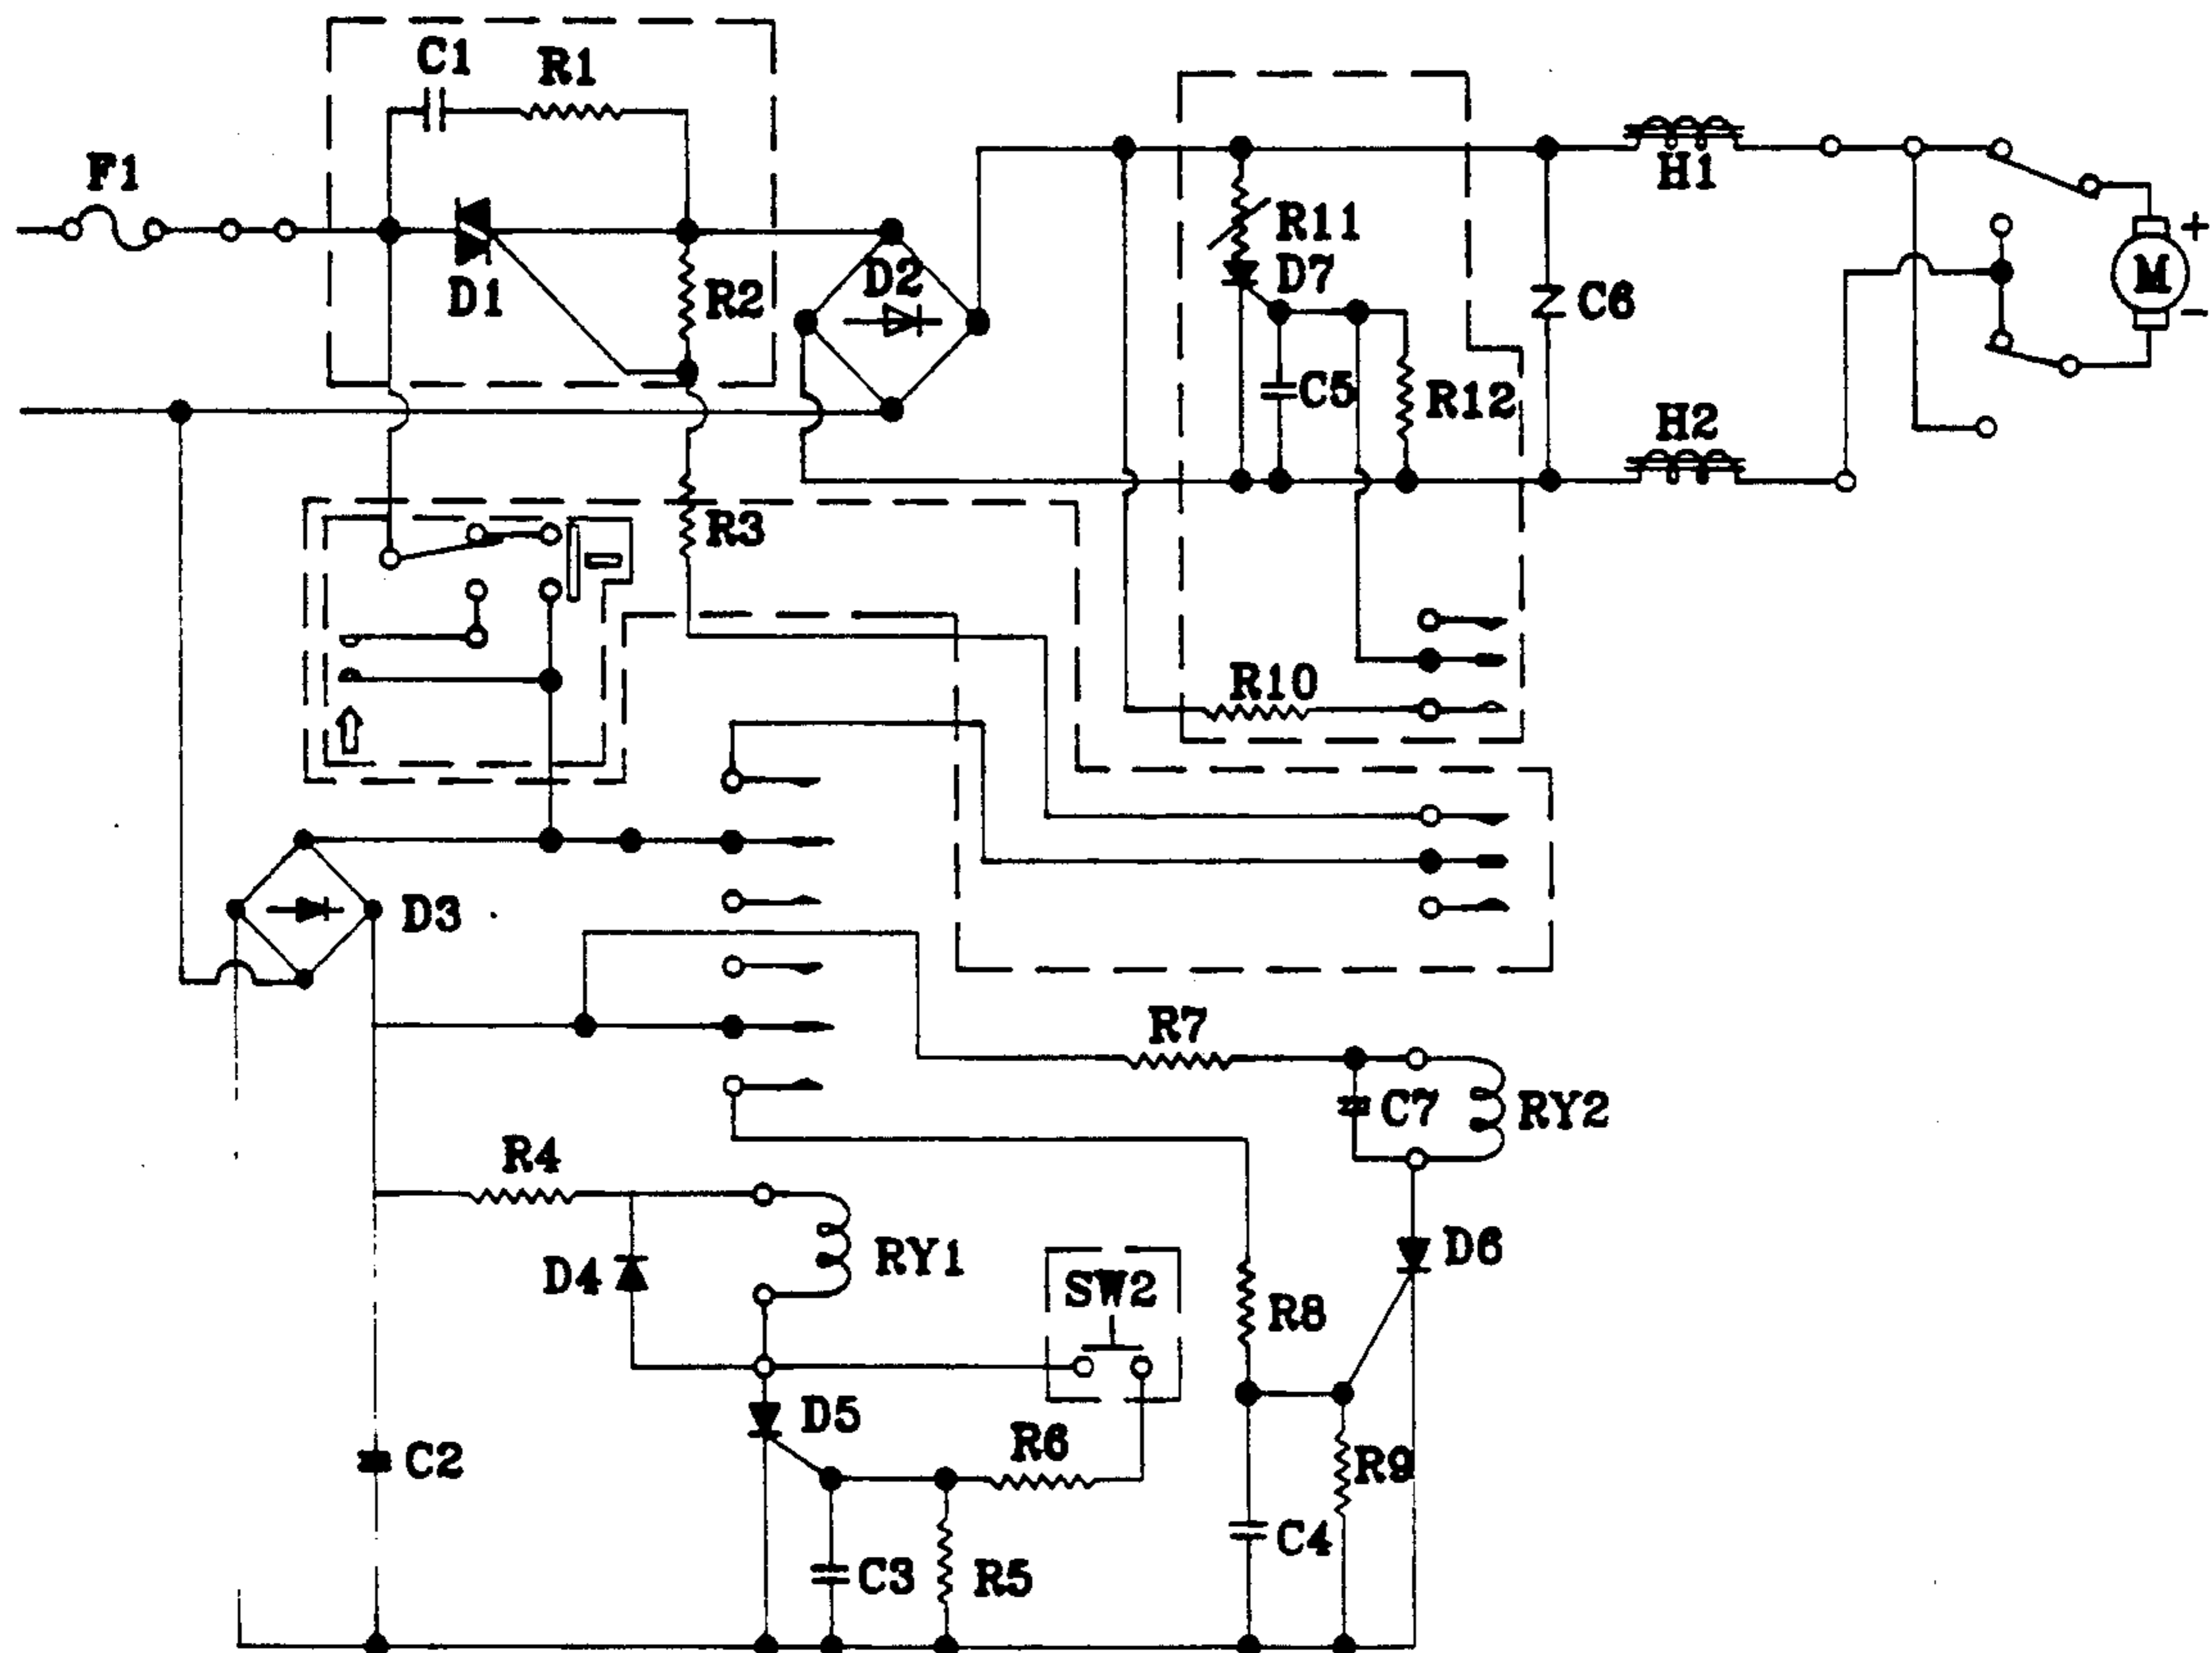 C1
R1
F1
H1
R11
D1
R2
D2
D7
M
+
-
C6
C5
R12
H2
R3
R10
D3
R7
C7
RY2
R4
D4
RY1
SW2
D6
R8
D5
R6
C2
R9
C4
C3
R5